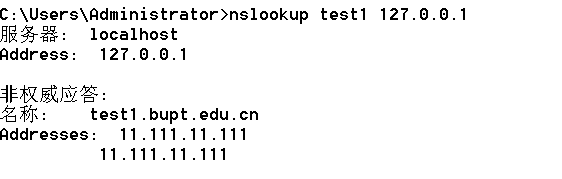 C:\Users\Administrator>nslookup test1 127.0.0.1
服务器: localhost
Address: 127.0.0.1
非权威应答:
名称: test1.bupt.edu.cn
Addresses: 11.111.11.111
11.111.11.111